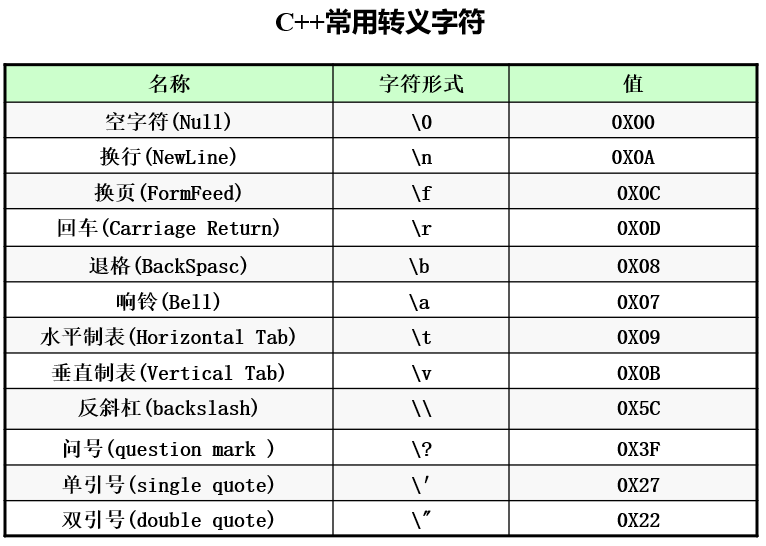 C++常用转义字符
名称 字符形式 值
空字符(Null) \0 0X00
换行(NewLine) \n 0X0A
换页(FormFeed) \f 0X0C
回车(Carriage Return) \r 0X0D
退格(BackSpasc) \b 0X08
响铃(Bell) \a 0X07
水平制表(Horizontal Tab) \t 0X09
垂直制表(Vertical Tab) \v 0X0B
反斜杠(backslash) \\ 0X5C
问号(question mark ) \? 0X3F
单引号(single quote) \′ 0X27
双引号(double quote) \″ 0X22